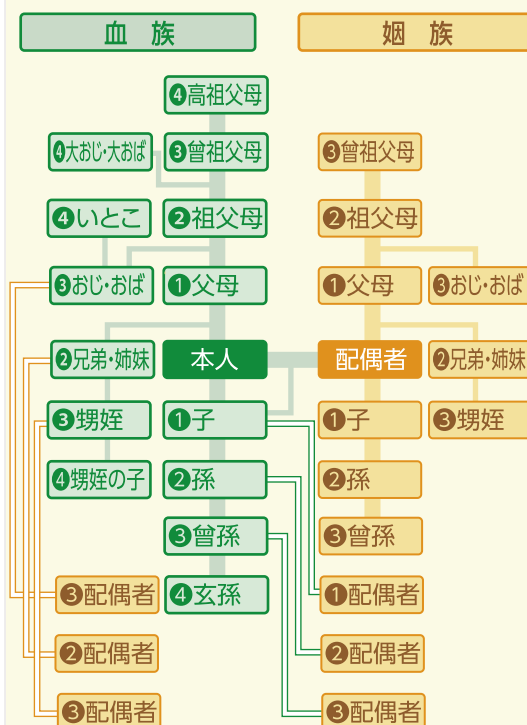 血 族
姻 族
❹高祖父母
❹大おじ・大おば
❸曾祖父母
❸曾祖父母
❹いとこ
❷祖父母
❷祖父母
❸おじ・おば
❶父母
❶父母
❸おじ・おば
❷兄弟・姉妹
本人
配偶者
❷兄弟・姉妹
❸甥姪
❶子
❶子
❸甥姪
❹甥姪の子
❷孫
❷孫
❸曾孫
❸曾孫
❸配偶者
❹玄孫
❶配偶者
❷配偶者
❷配偶者
❸配偶者
❸配偶者